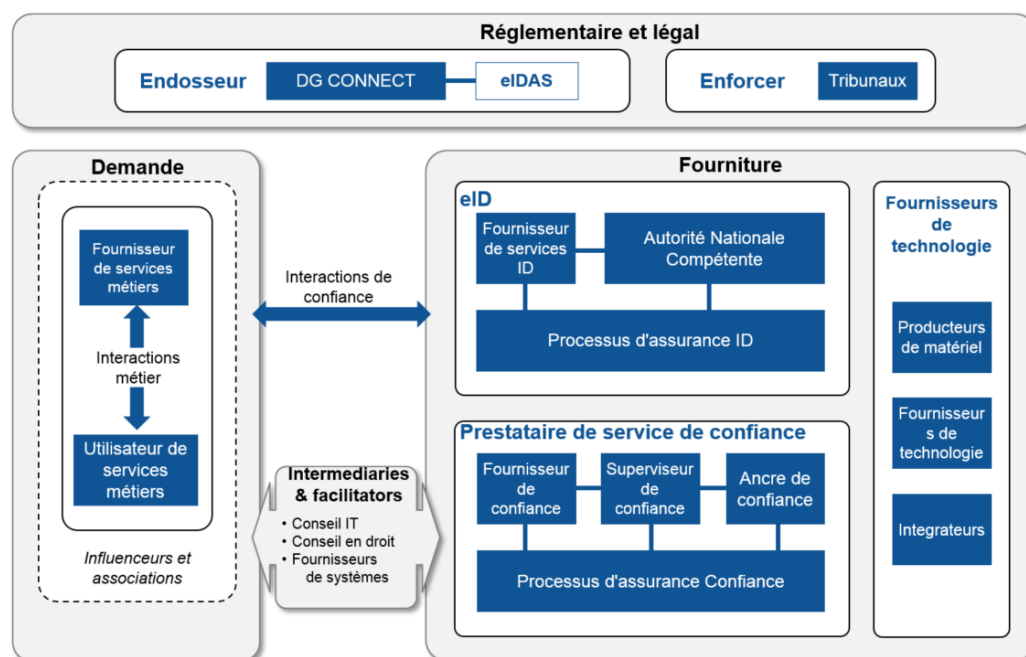 Réglementaire et légal
Endosseur
DG CONNECT
eIDAS
Enforcer
Tribunaux
Demande
Fournisseur
de services
métiers
Interactions
métier
Utilisateur de
services
métiers
Influenceurs et
associations
Interactions de
confiance
Intermediaries
& facilitators
• Conseil IT
• Conseil en droit
• Fournisseurs
de systèmes
Fourniture
eID
Fournisseur
de services
ID
Autorité Nationale
Compétente
Processus d'assurance ID
Prestataire de service de confiance
Fournisseur
de
confiance
Superviseur
de
confiance
Ancre de
confiance
Processus d'assurance Confiance
Fournisseurs
de
technologie
Producteurs
de matériel
Fournisseur
s de
technologie
Integrateurs